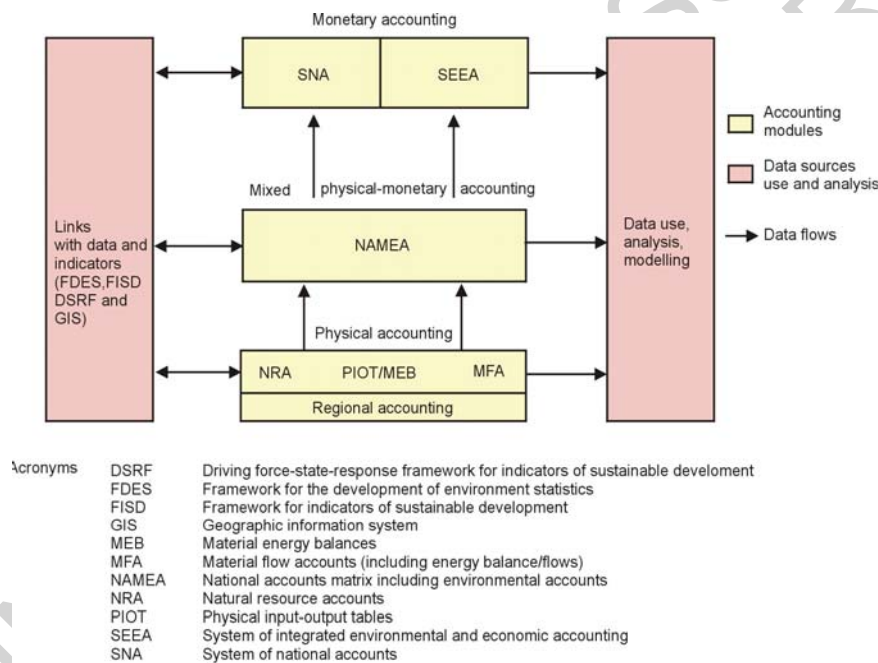 Monetary accounting
SNA
SEEA
Accounting
modules
Data sources
use and analysis
Data flows
Mixed physical-monetary accounting
Links
with data and
indicators
(FDES,FISD
DSRF and
GIS)
NAMEA
Data use,
analysis,
modelling
Physical accounting
NRA PIOT/MEB MFA
Regional accounting
Acronyms DSRF Driving force-state-response framework for indicators of sustainable develoment
FDES Framework for the development of environment statistics
FISD Framework for indicators of sustainable development
GIS Geographic information system
MEB Material energy balances
MFA Material flow accounts (including energy balance/flows)
NAMEA National accounts matrix including environmental accounts
NRA Natural resource accounts
PIOT Physical input-output tables
SEEA System of integrated environmental and economic accounting
SNA System of national accounts